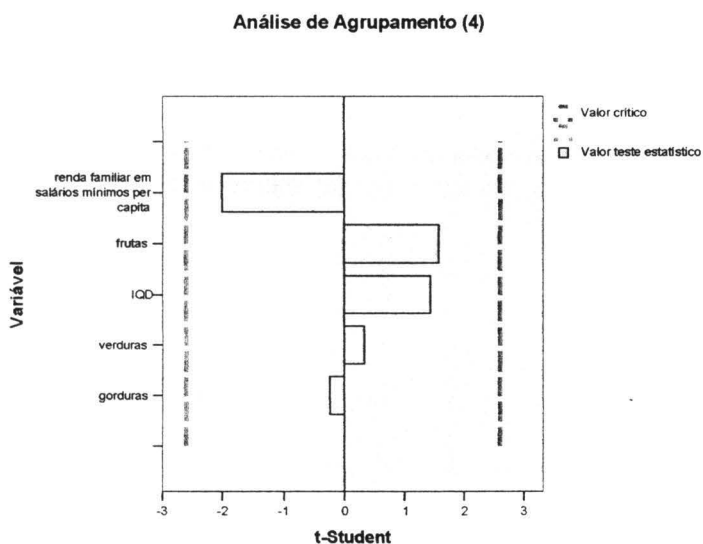 Análise de Agrupamento (4)
Valor crítico
Valor teste estatístico
renda familiar em
salários mínimos per
capita
frutas
IQD
verduras
gorduras
Variável
-3 -2 -1 0 1 2 3
t-Student